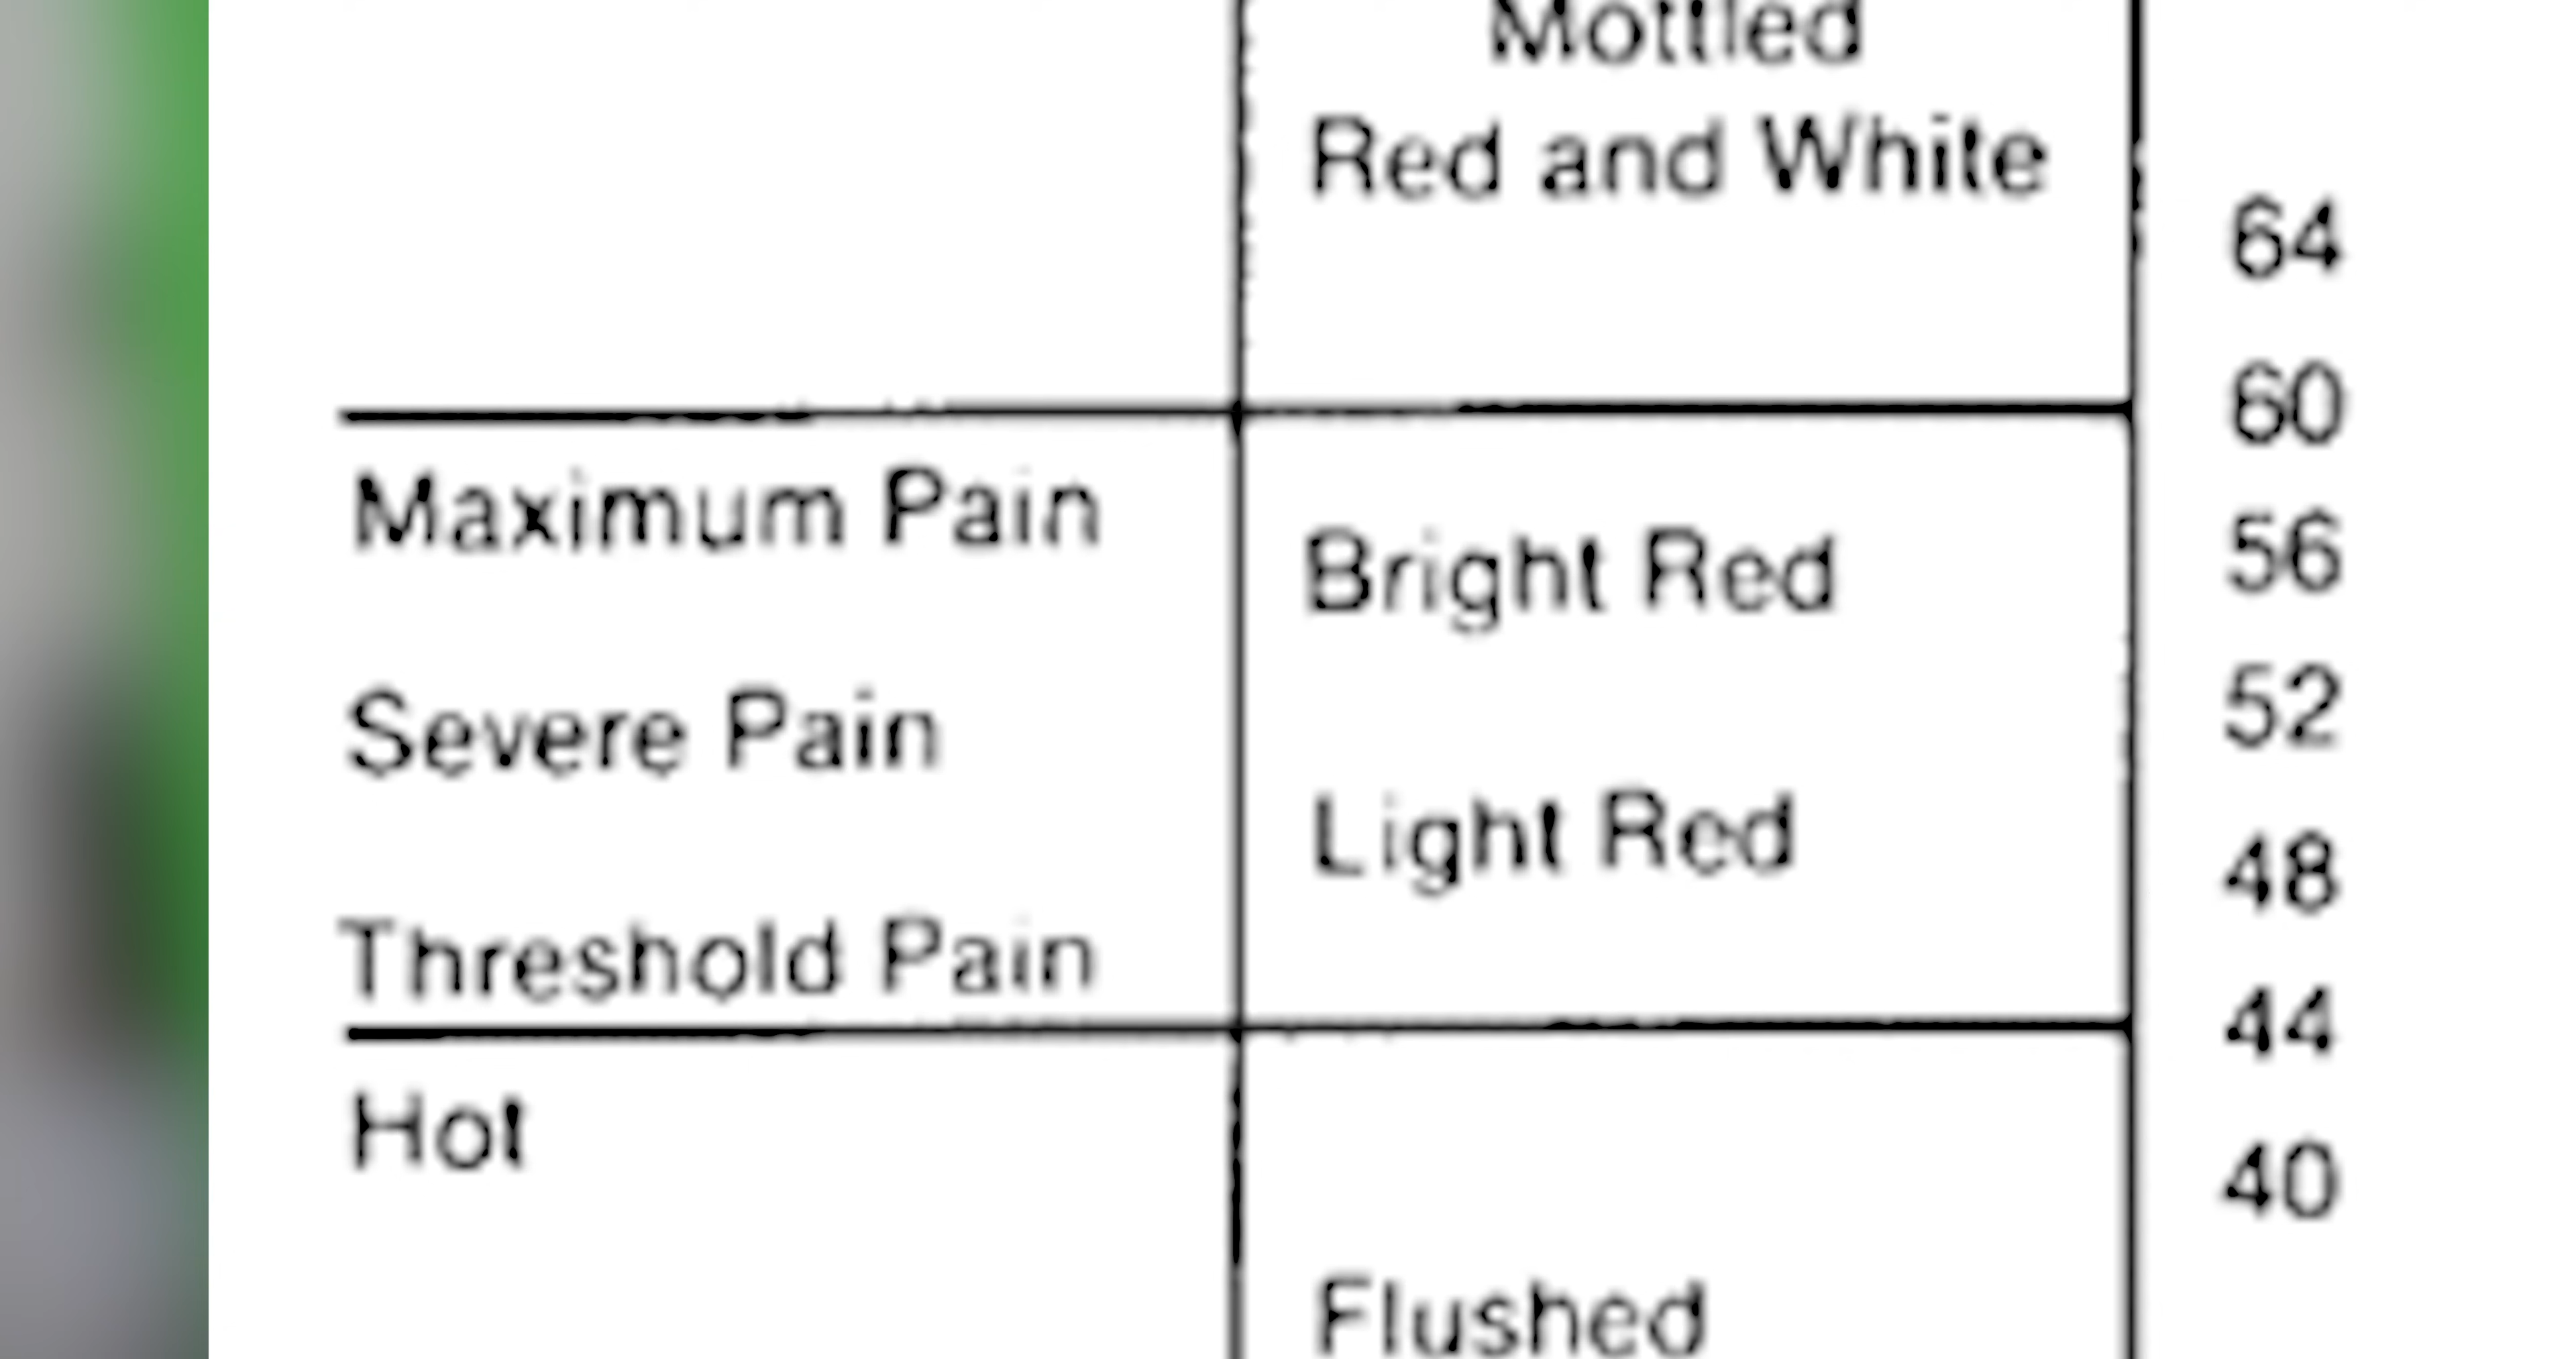 Mottled
Red and White
64
60
Maximum Pain
Bright Red
56
Severe Pain
52
Light Red
48
Threshold Pain
44
Hot
40
Flushed